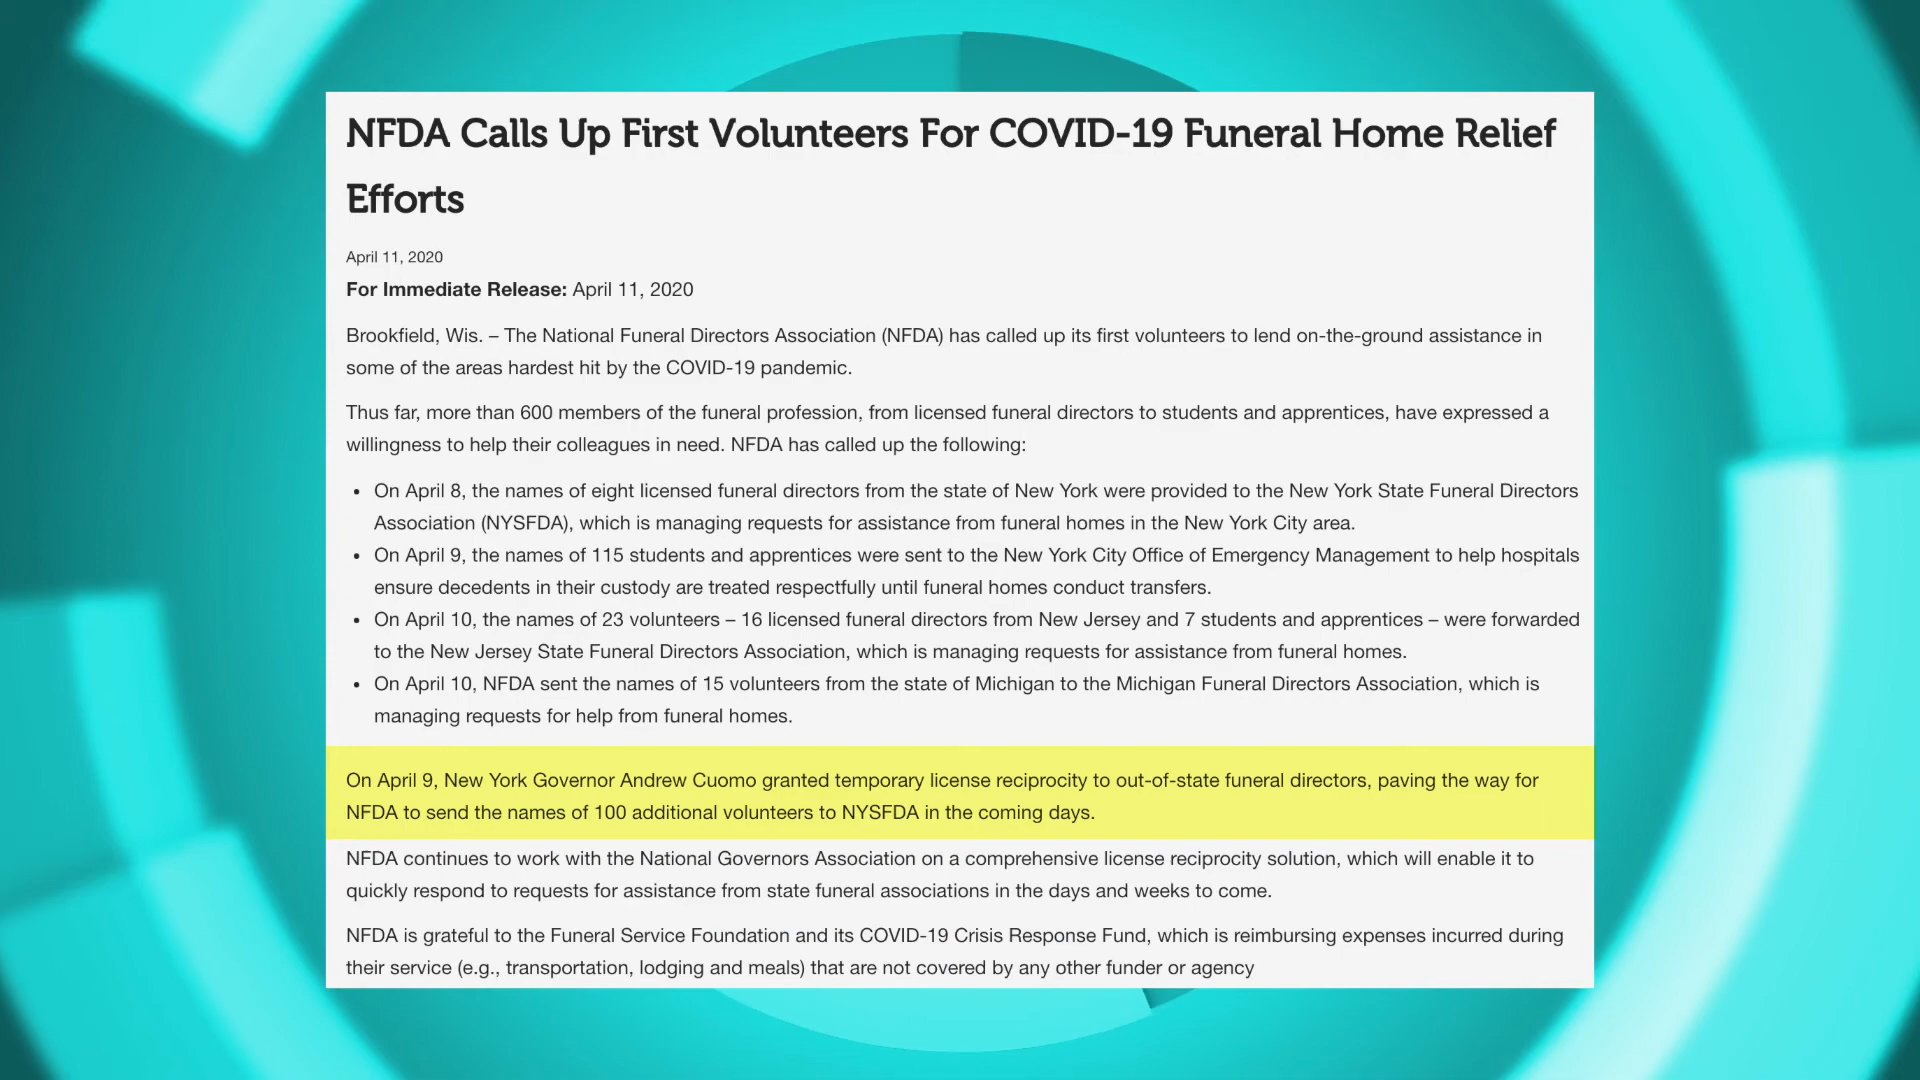 NFDA Calls Up First Volunteers For COVID-19 Funeral Home Relief
Efforts
April 11, 2020
For Immediate Release: April 11, 2020
Brookfield, Wis. – The National Funeral Directors Association (NFDA) has called up its first volunteers to lend on-the-ground assistance in
some of the areas hardest hit by the COVID-19 pandemic.
Thus far, more than 600 members of the funeral profession, from licensed funeral directors to students and apprentices, have expressed a
willingness to help their colleagues in need. NFDA has called up the following:
• On April 8, the names of eight licensed funeral directors from the state of New York were provided to the New York State Funeral Directors
Association (NYSFDA), which is managing requests for assistance from funeral homes in the New York City area.
• On April 9, the names of 115 students and apprentices were sent to the New York City Office of Emergency Management to help hospitals
ensure decedents in their custody are treated respectfully until funeral homes conduct transfers.
• On April 10, the names of 23 volunteers – 16 licensed funeral directors from New Jersey and 7 students and apprentices – were forwarded
to the New Jersey State Funeral Directors Association, which is managing requests for assistance from funeral homes.
• On April 10, NFDA sent the names of 15 volunteers from the state of Michigan to the Michigan Funeral Directors Association, which is
managing requests for help from funeral homes.
On April 9, New York Governor Andrew Cuomo granted temporary license reciprocity to out-of-state funeral directors, paving the way for
NFDA to send the names of 100 additional volunteers to NYSFDA in the coming days.
NFDA continues to work with the National Governors Association on a comprehensive license reciprocity solution, which will enable it to
quickly respond to requests for assistance from state funeral associations in the days and weeks to come.
NFDA is grateful to the Funeral Service Foundation and its COVID-19 Crisis Response Fund, which is reimbursing expenses incurred during
their service (e.g., transportation, lodging and meals) that are not covered by any other funder or agency